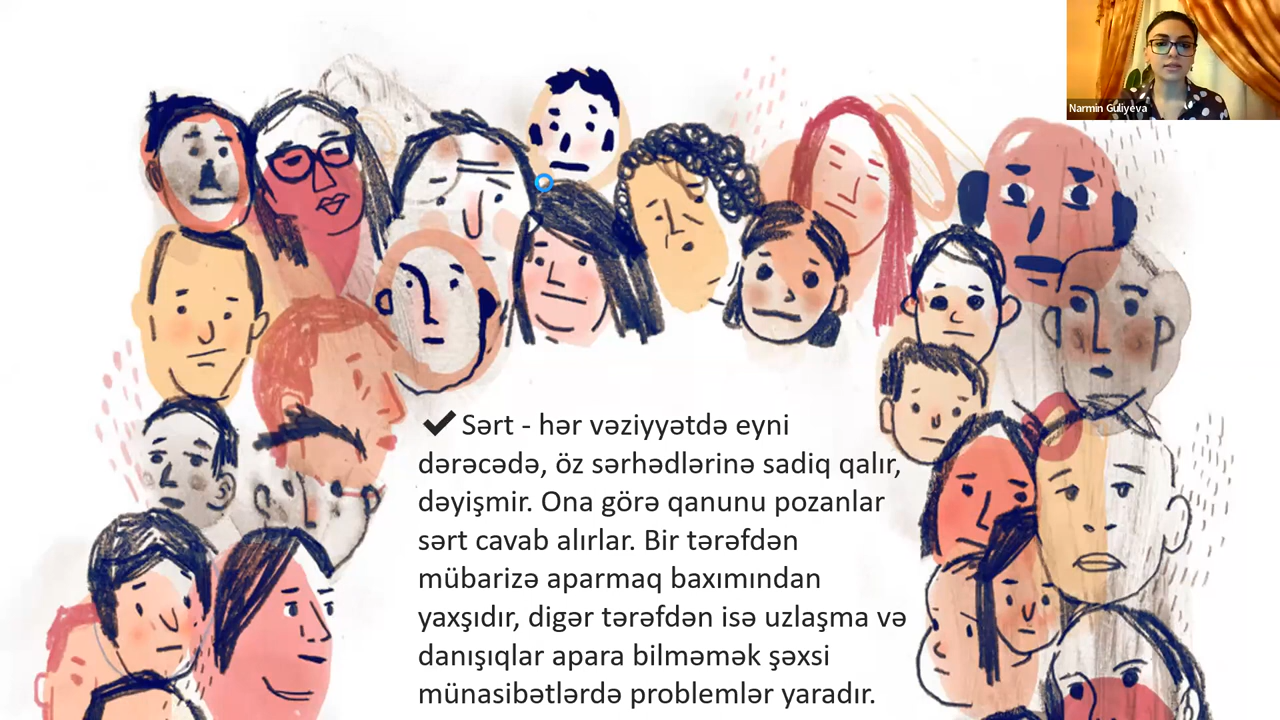 Narmin Guliyeva
✔Sərt - hər vəziyyətdə eyni
dərəcədə, öz sərhədlərinə sadiq qalır,
dəyişmir. Ona görə qanunu pozanlar
sərt cavab alırlar. Bir tərəfdən
mübarizə aparmaq baxımından
yaxşıdır, digər tərəfdən isə uzlaşma və
danışıqlar apara bilməmək şəxsi
münasibətlərdə problemlər yaradır.